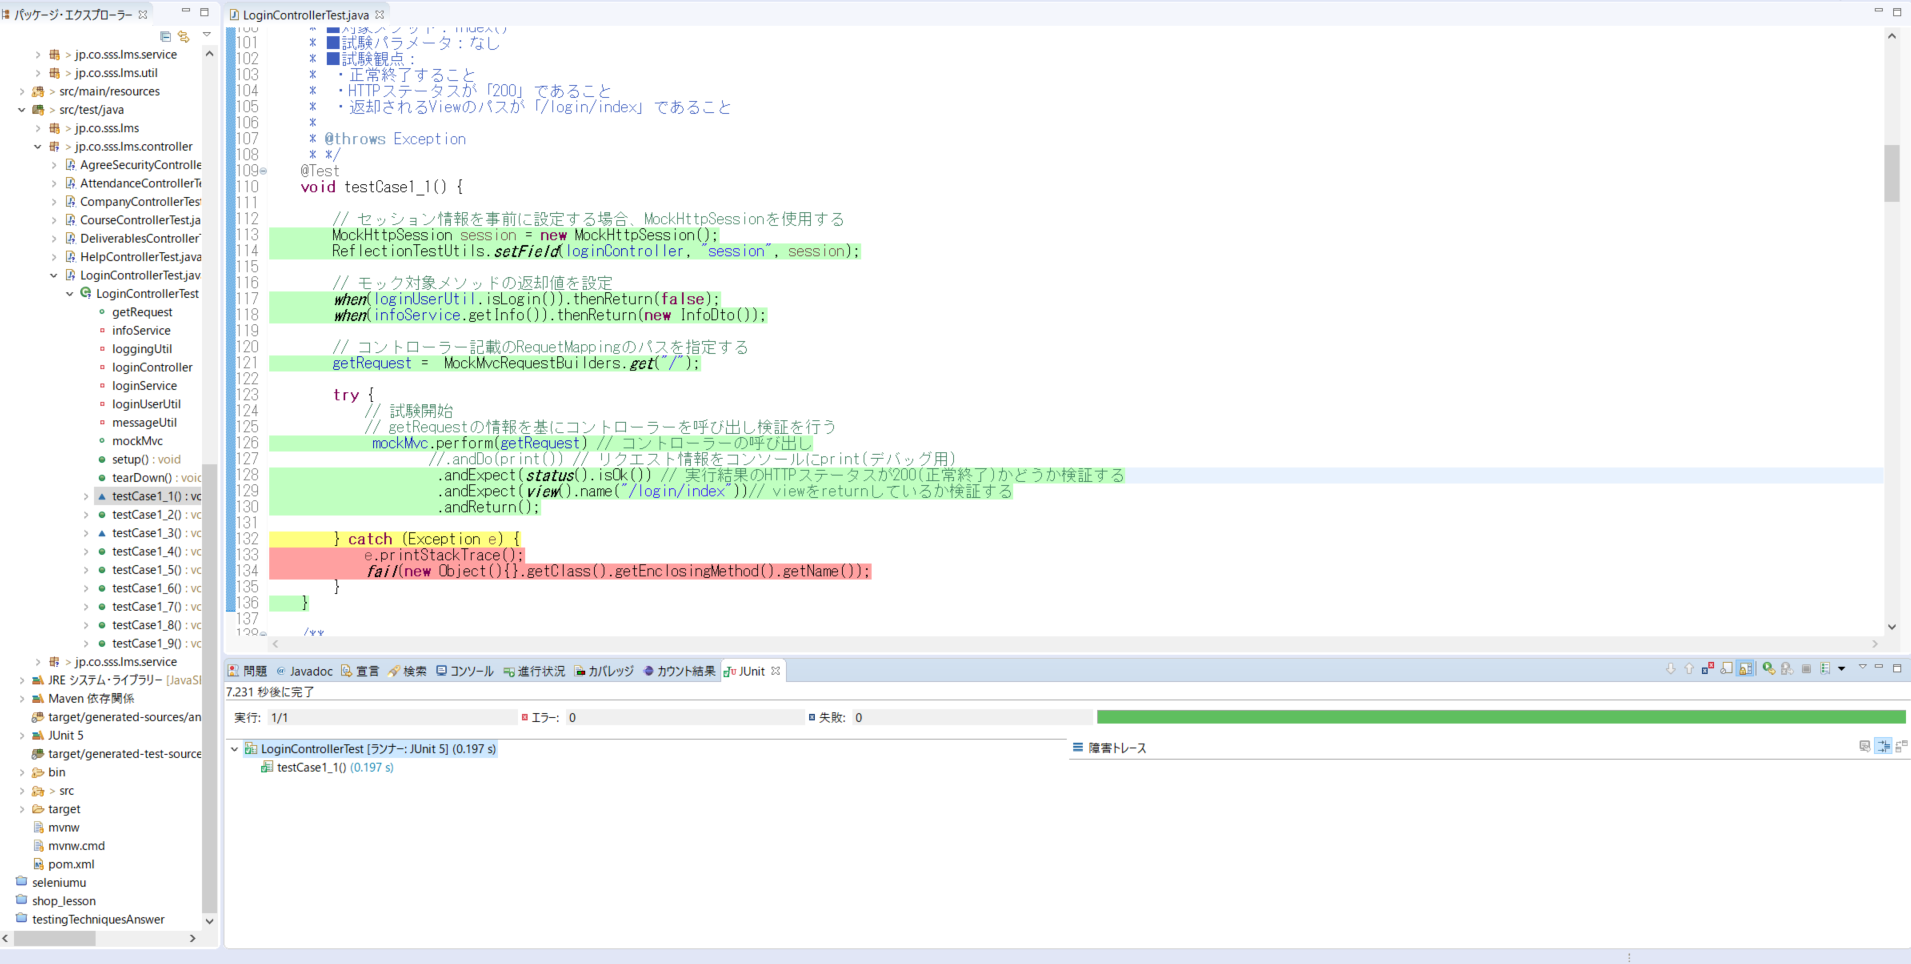 パッケージ・エクスプローラー
> jp.co.sss.lms.service
> jp.co.sss.lms.util
> src/main/resources
> src/test/java
> jp.co.sss.lms
> jp.co.sss.lms.controller
AgreeSecurityControlle
AttendanceControllerTe
CompanyControllerTest
CourseControllerTest.ja
DeliverablesControllerT
HelpControllerTest.java
LoginControllerTest.jav
LoginControllerTest
getRequest
infoService
loggingUtil
loginController
loginService
loginUserUtil
messageUtil
mockMvc
setup() : void
tearDown() : voic
testCase1_1() : vo
testCase1_2() : vc
testCase1_3() : vc
testCase1_4() : vc
testCase1_5() : vc
testCase1_6() : vc
testCase1_7() : vc
testCase1_8() : vc
testCase1_9() : vc
> jp.co.sss.lms.service
JRE システム・ライブラリー [JavaSE
Maven 依存関係
target/generated-sources/an
JUnit 5
target/generated-test-source
bin
> src
target
mvnw
mvnw.cmd
pom.xml
seleniumu
shop_lesson
testingTechniquesAnswer
LoginControllerTest.java
100 * ■対象メソッド：index()
101 * ■試験パラメータ：なし
102 * ■試験観点：
103 * ・正常終了すること
104 * ・HTTPステータスが「200」であること
105 * ・返却されるViewのパスが「/login/index」であること
106 *
107 * @throws Exception
108 * */
109 @Test
110 void testCase1_1() {
111
112 // セッション情報を事前に設定する場合、MockHttpSessionを使用する
113 MockHttpSession session = new MockHttpSession();
114 ReflectionTestUtils.setField(loginController, "session", session);
115
116 // モック対象メソッドの返却値を設定
117 when(loginUserUtil.isLogin()).thenReturn(false);
118 when(infoService.getInfo()).thenReturn(new InfoDto());
119
120 // コントローラー記載のRequetMappingのパスを指定する
121 getRequest = MockMvcRequestBuilders.get("/");
122
123 try {
124 // 試験開始
125 // getRequestの情報を基にコントローラーを呼び出し検証を行う
126 mockMvc.perform(getRequest) // コントローラーの呼び出し
127 //.andDo(print()) // リクエスト情報をコンソールにprint(デバッグ用)
128 .andExpect(status().isOk()) // 実行結果のHTTPステータスが200(正常終了)かどうか検証する
129 .andExpect(view().name("/login/index"))// viewをreturnしているか検証する
130 .andReturn();
131
132 } catch (Exception e) {
133 e.printStackTrace();
134 fail(new Object(){}.getClass().getEnclosingMethod().getName());
135 }
136 }
137
138 /**
問題 @ Javadoc 宣言 検索 コンソール 進行状況 カバレッジ カウント結果 JUnit
7.231 秒後に完了
実行: 1/1 エラー: 0 失敗: 0
LoginControllerTest [ランナー: JUnit 5] (0.197 s)
testCase1_1() (0.197 s)
障害トレース